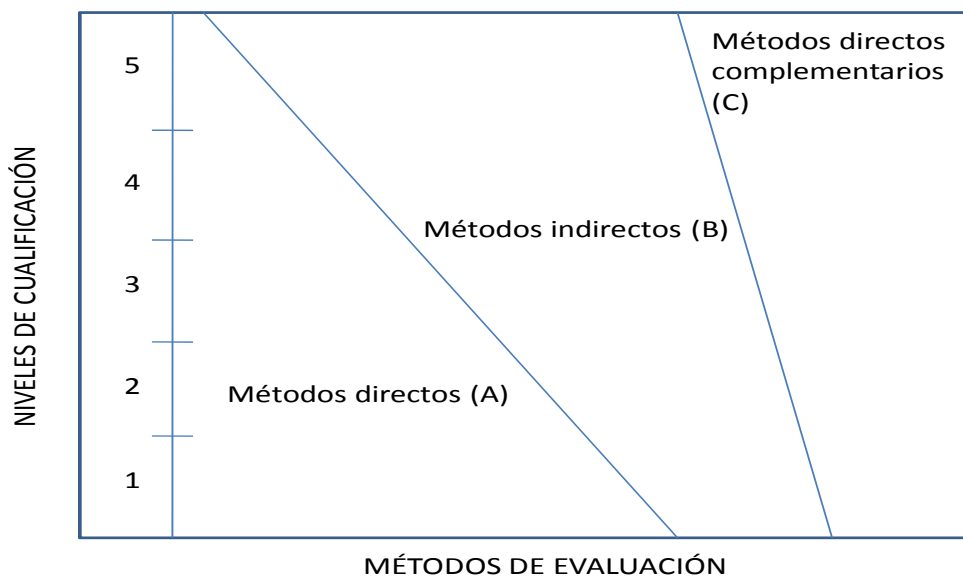 NIVELES DE CUALIFICACIÓN
5
4
3
2
1
Métodos directos
complementarios
(C)
Métodos indirectos (B)
Métodos directos (A)
MÉTODOS DE EVALUACIÓN